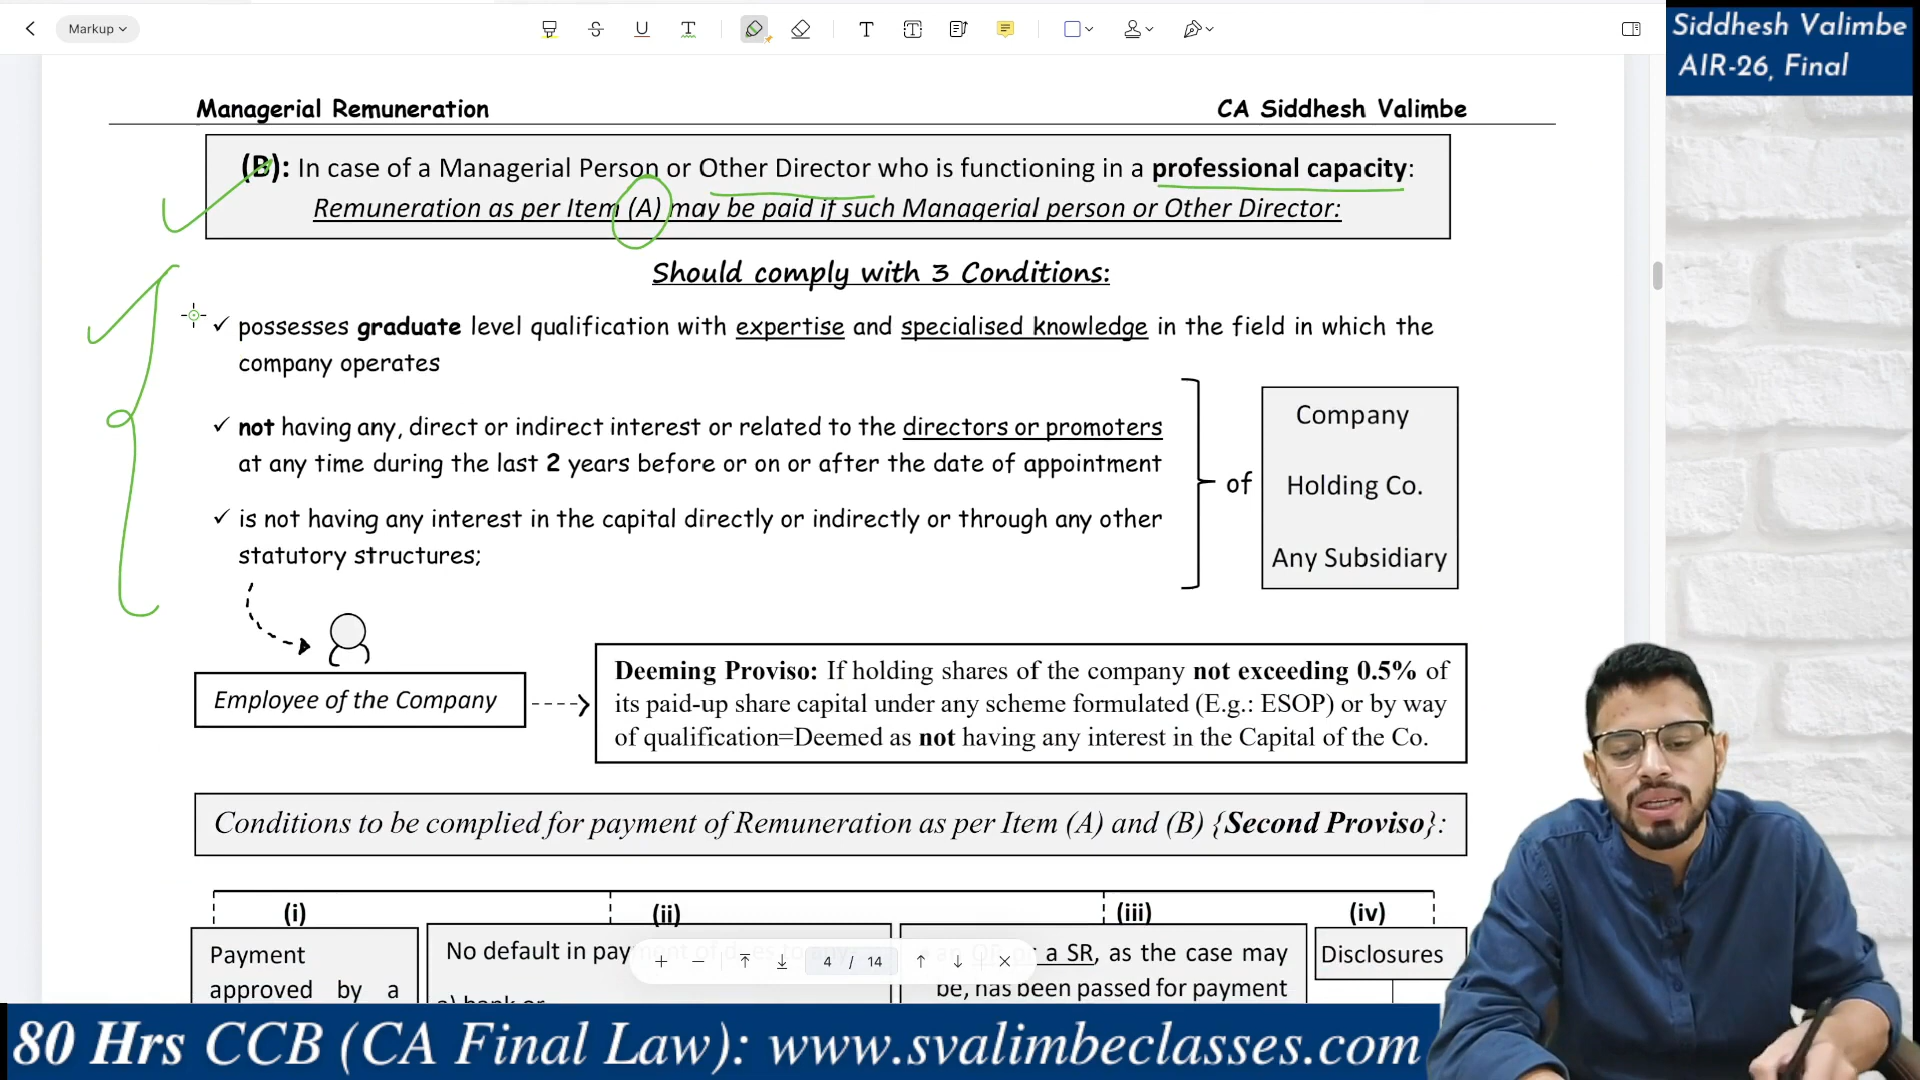 Markup
Siddhesh Valimbe
AIR-26, Final
Managerial Remuneration
CA Siddhesh Valimbe
(B): In case of a Managerial Person or Other Director who is functioning in a professional capacity:
Remuneration as per Item (A) may be paid if such Managerial person or Other Director:
Should comply with 3 Conditions:
✓ possesses graduate level qualification with expertise and specialised knowledge in the field in which the
company operates
✓ not having any, direct or indirect interest or related to the directors or promoters
at any time during the last 2 years before or on or after the date of appointment
✓ is not having any interest in the capital directly or indirectly or through any other
statutory structures;
of
Company
Holding Co.
Any Subsidiary
Employee of the Company
Deeming Proviso: If holding shares of the company not exceeding 0.5% of
its paid-up share capital under any scheme formulated (E.g.: ESOP) or by way
of qualification=Deemed as not having any interest in the Capital of the Co.
Conditions to be complied for payment of Remuneration as per Item (A) and (B) {Second Proviso}:
(i)
(ii)
(iii)
(iv)
Payment
approved by a
No default in payment of dues to any
a) bank or
a SR, as the case may
be, has been passed for payment
Disclosures
4 / 14
80 Hrs CCB (CA Final Law): www.svalimbeclasses.com